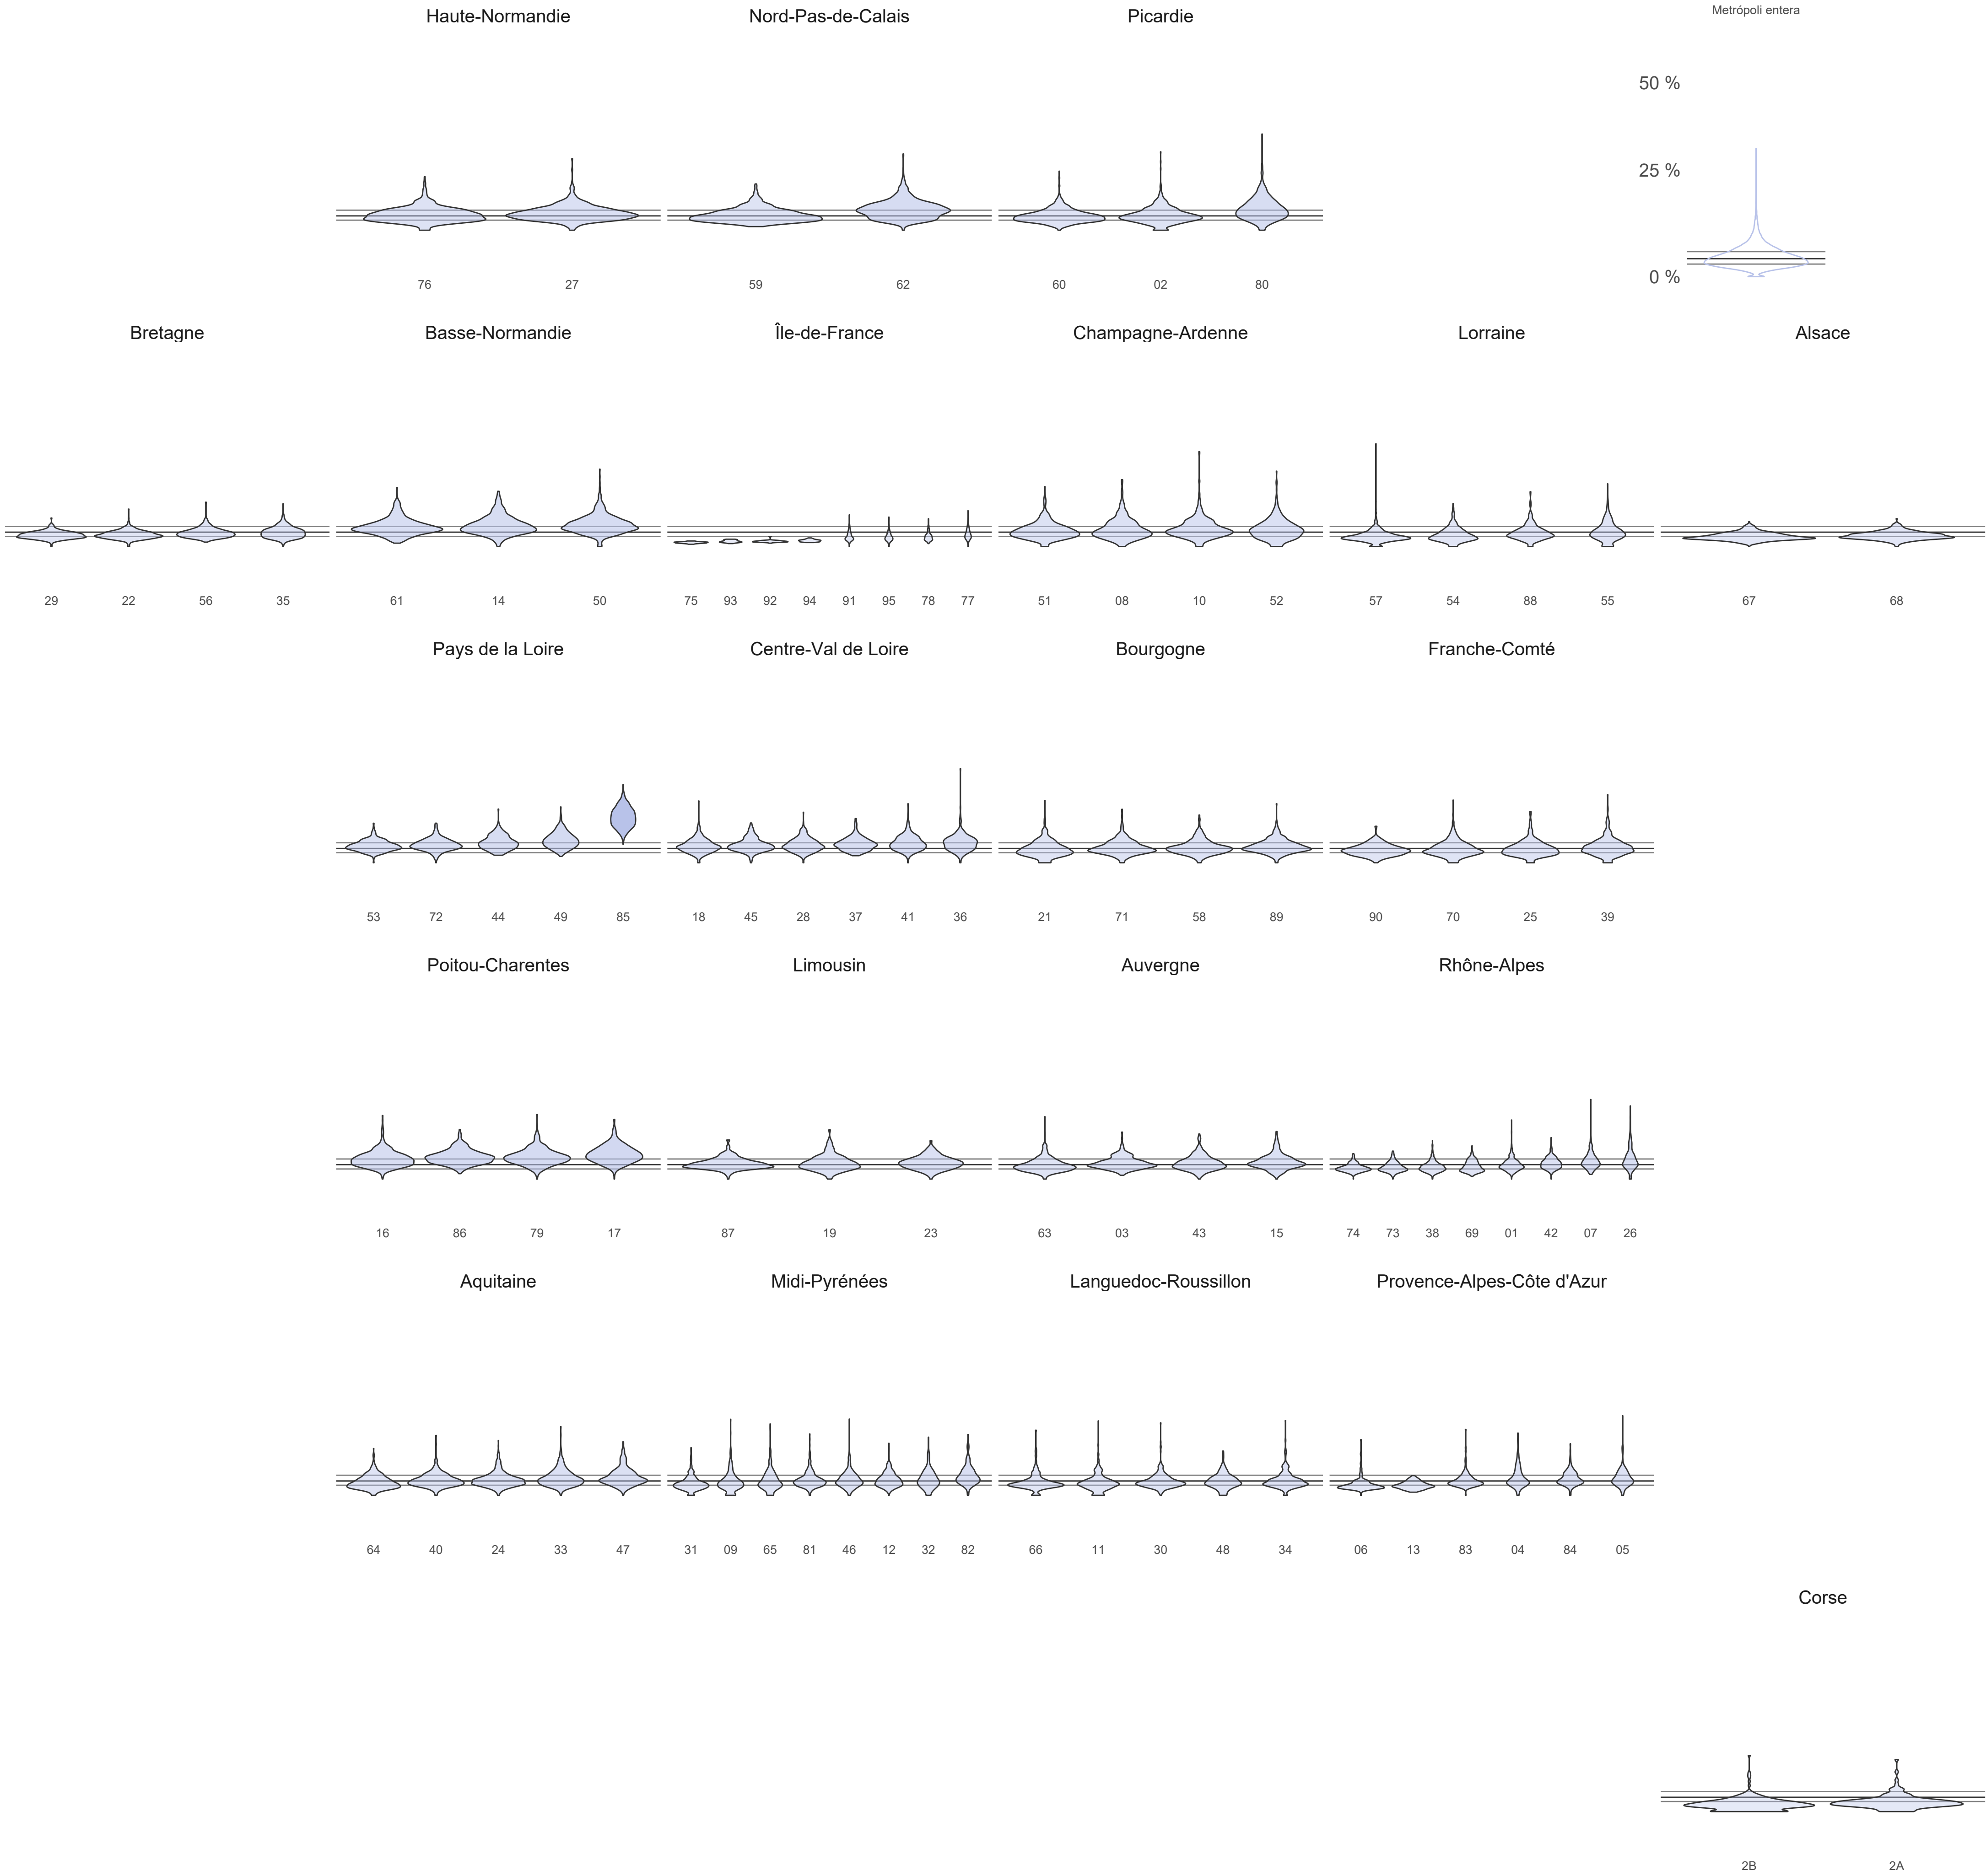 Haute-Normandie Nord-Pas-de-Calais Picardie Metrópoli entera
50 %
25 %
0 %
76 27 59 62 60 02 80
Bretagne Basse-Normandie Île-de-France Champagne-Ardenne Lorraine Alsace
29 22 56 35 61 14 50 75 93 92 94 91 95 78 77 51 08 10 52 57 54 88 55 67 68
Pays de la Loire Centre-Val de Loire Bourgogne Franche-Comté
53 72 44 49 85 18 45 28 37 41 36 21 71 58 89 90 70 25 39
Poitou-Charentes Limousin Auvergne Rhône-Alpes
16 86 79 17 87 19 23 63 03 43 15 74 73 38 69 01 42 07 26
Aquitaine Midi-Pyrénées Languedoc-Roussillon Provence-Alpes-Côte d'Azur
64 40 24 33 47 31 09 65 81 46 12 32 82 66 11 30 48 34 06 13 83 04 84 05
Corse
2B 2A